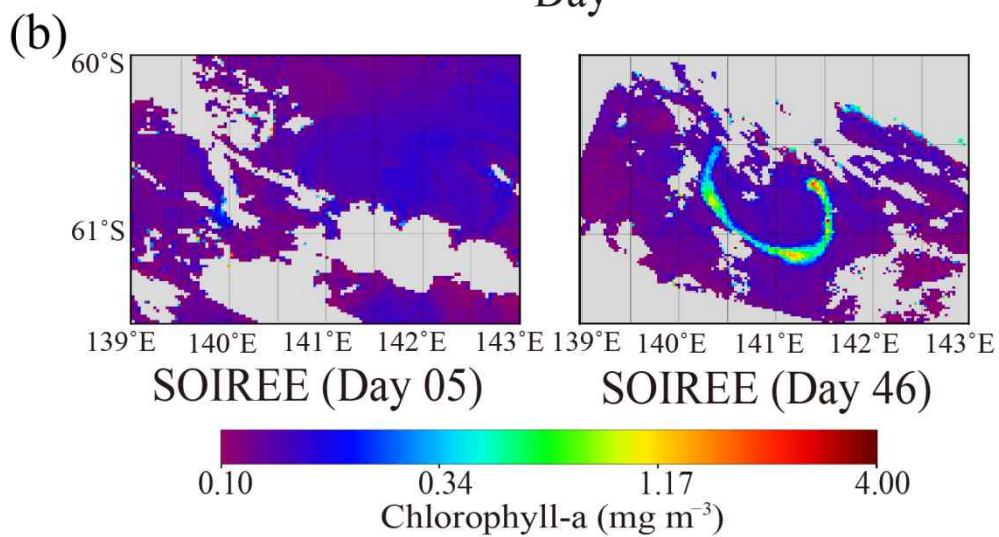 Day
(b)
60°S
61°S
139°E 140°E 141°E 142°E 143°E 139°E 140°E 141°E 142°E 143°E
SOIREE (Day 05) SOIREE (Day 46)
0.10 0.34 1.17 4.00
Chlorophyll-a (mg m⁻³)